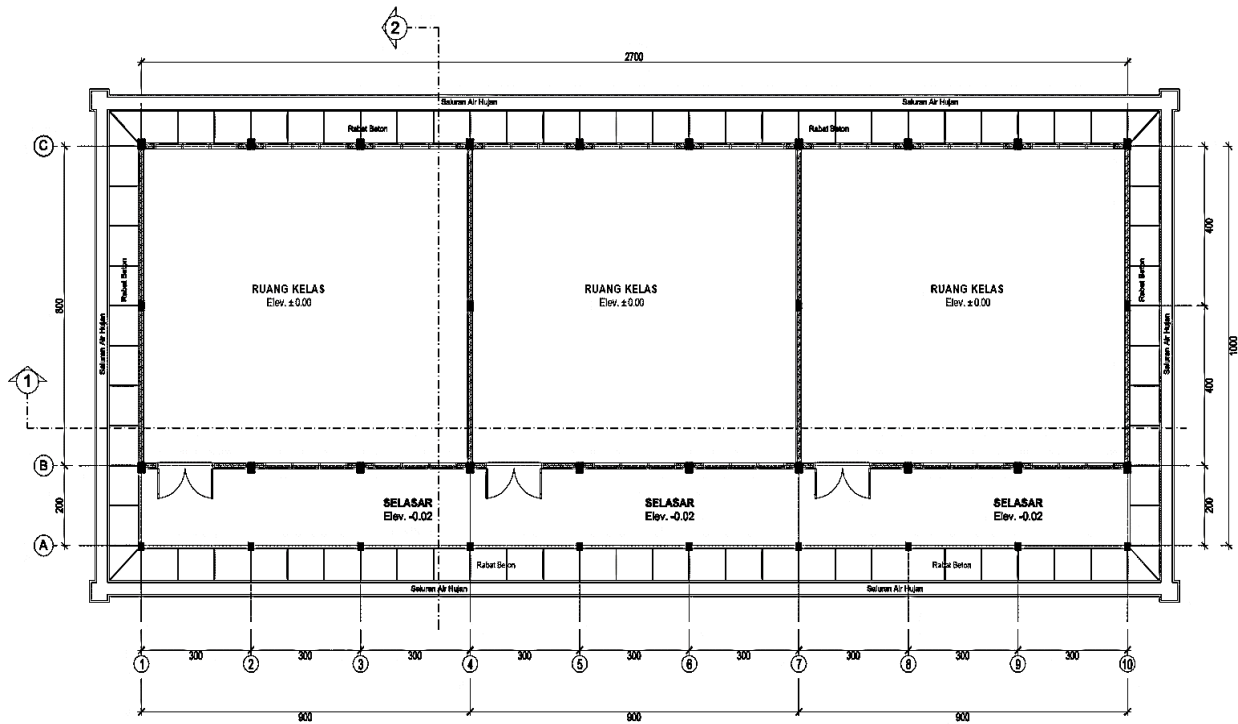 2
2700
Saluran Air Hujan
Saluran Air Hujan
Rabat Beton
Rabat Beton
C
400
Rabat Beton
Rabat Beton
RUANG KELAS
Elev. ±0.00
RUANG KELAS
Elev. ±0.00
RUANG KELAS
Elev. ±0.00
800
Saluran Air Hujan
Saluran Air Hujan
1000
1
400
B
SELASAR
Elev. -0.02
SELASAR
Elev. -0.02
SELASAR
Elev. -0.02
200
200
A
Rabat Beton
Rabat Beton
Saluran Air Hujan
Saluran Air Hujan
300 300 300 300 300 300 300 300 300
1 2 3 4 5 6 7 8 9 10
900 900 900